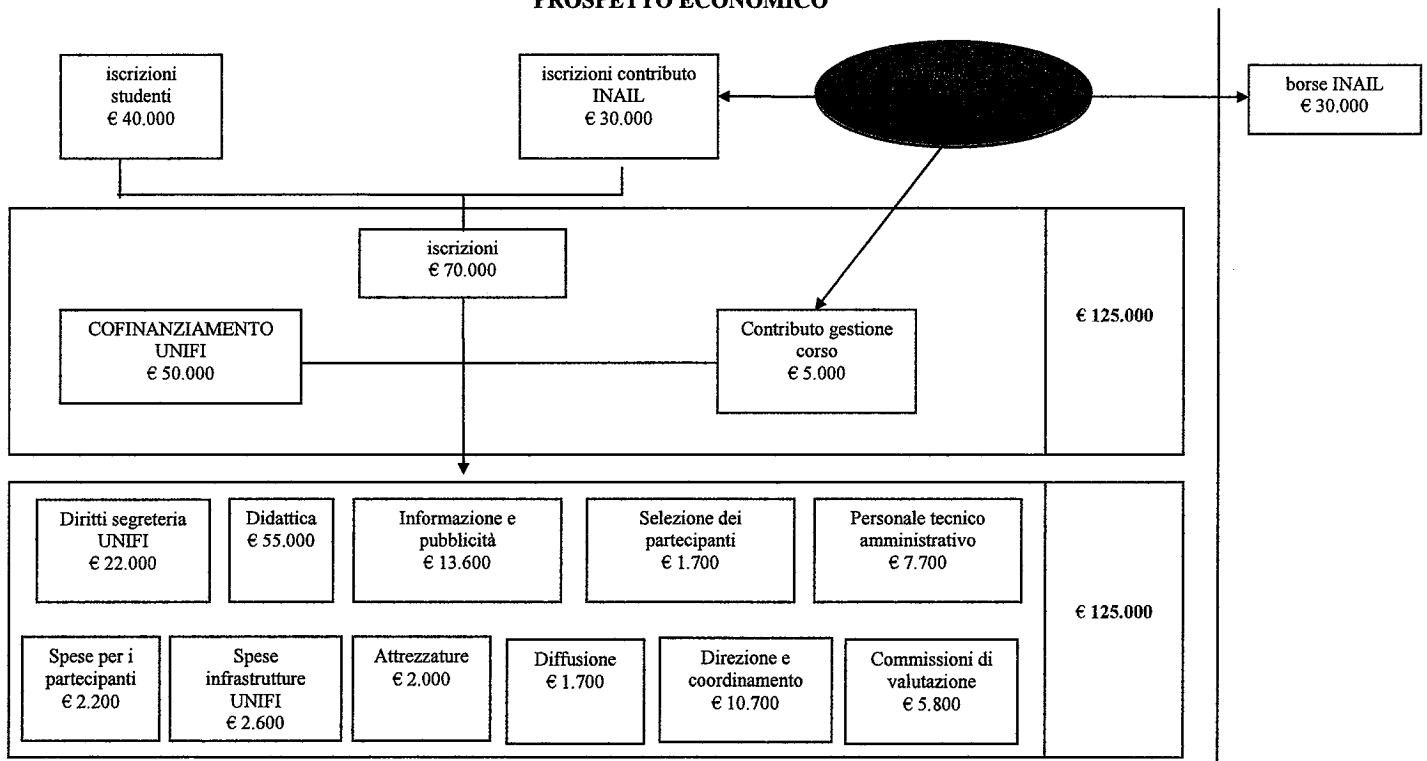 PROSPETTO ECONOMICO
iscrizioni
studenti
€ 40.000
iscrizioni contributo
INAIL
€ 30.000
borse INAIL
€ 30.000
iscrizioni
€ 70.000
COFINANZIAMENTO
UNIFI
€ 50.000
Contributo gestione
corso
€ 5.000
€ 125.000
Diritti segreteria
UNIFI
€ 22.000
Didattica
€ 55.000
Informazione e
pubblicità
€ 13.600
Selezione dei
partecipanti
€ 1.700
Personale tecnico
amministrativo
€ 7.700
€ 125.000
Spese per i
partecipanti
€ 2.200
Spese
infrastrutture
UNIFI
€ 2.600
Attrezzature
€ 2.000
Diffusione
€ 1.700
Direzione e
coordinamento
€ 10.700
Commissioni di
valutazione
€ 5.800